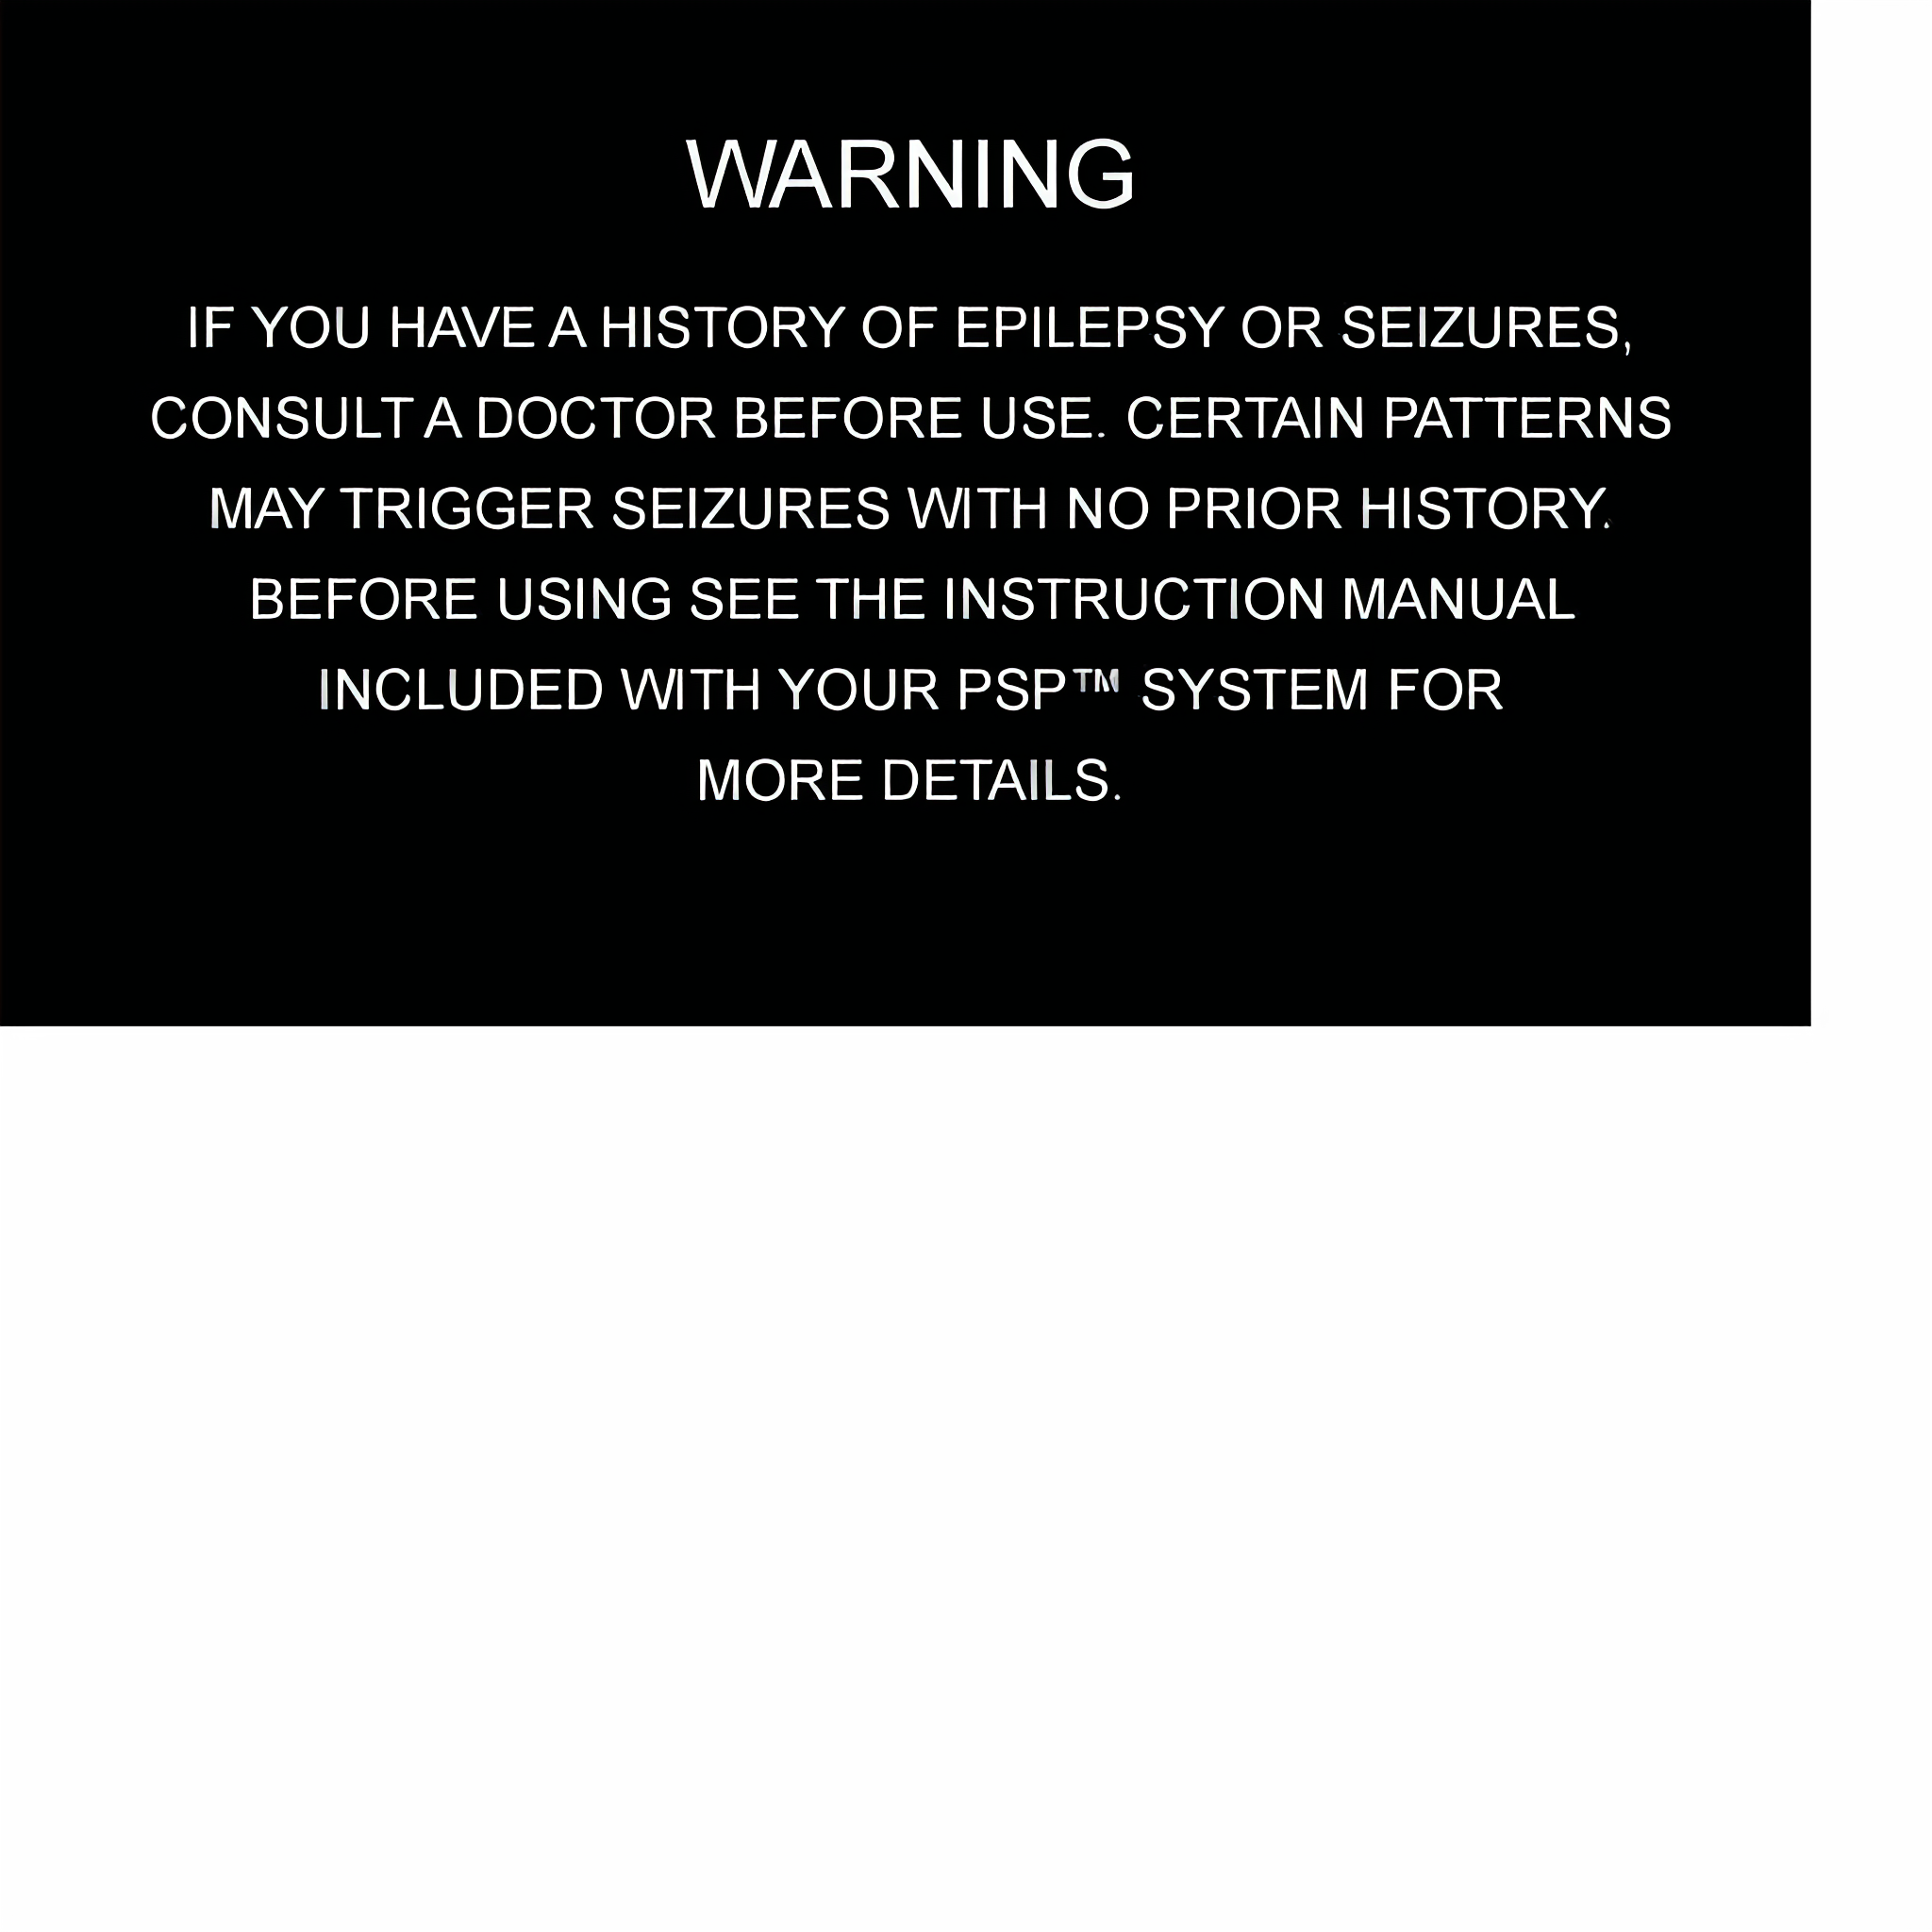 WARNING
IF YOU HAVE A HISTORY OF EPILEPSY OR SEIZURES,
CONSULT A DOCTOR BEFORE USE. CERTAIN PATTERNS
MAY TRIGGER SEIZURES WITH NO PRIOR HISTORY.
BEFORE USING SEE THE INSTRUCTION MANUAL
INCLUDED WITH YOUR PSP™ SYSTEM FOR
MORE DETAILS.